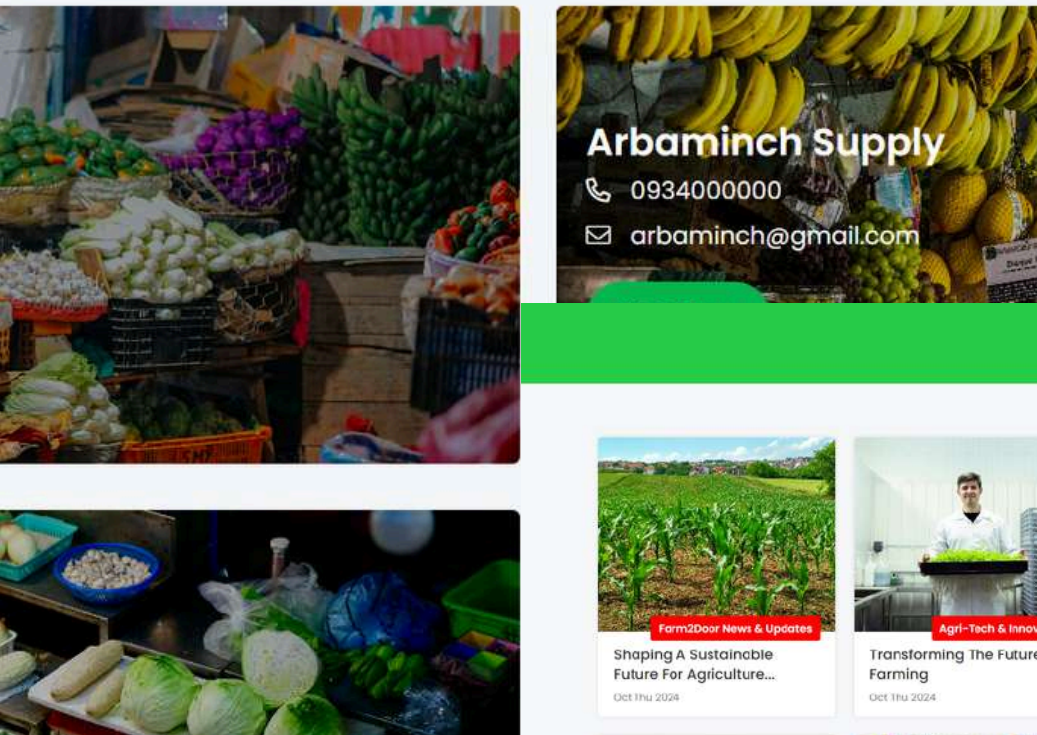 Arbaminch Supply
0934000000
arbaminch@gmail.com
Farm2Door News & Updates
Shaping A Sustainable
Future For Agriculture...
Oct Thu 2024
Agri-Tech & Innov
Transforming The Future
Farming
Oct Thu 2024